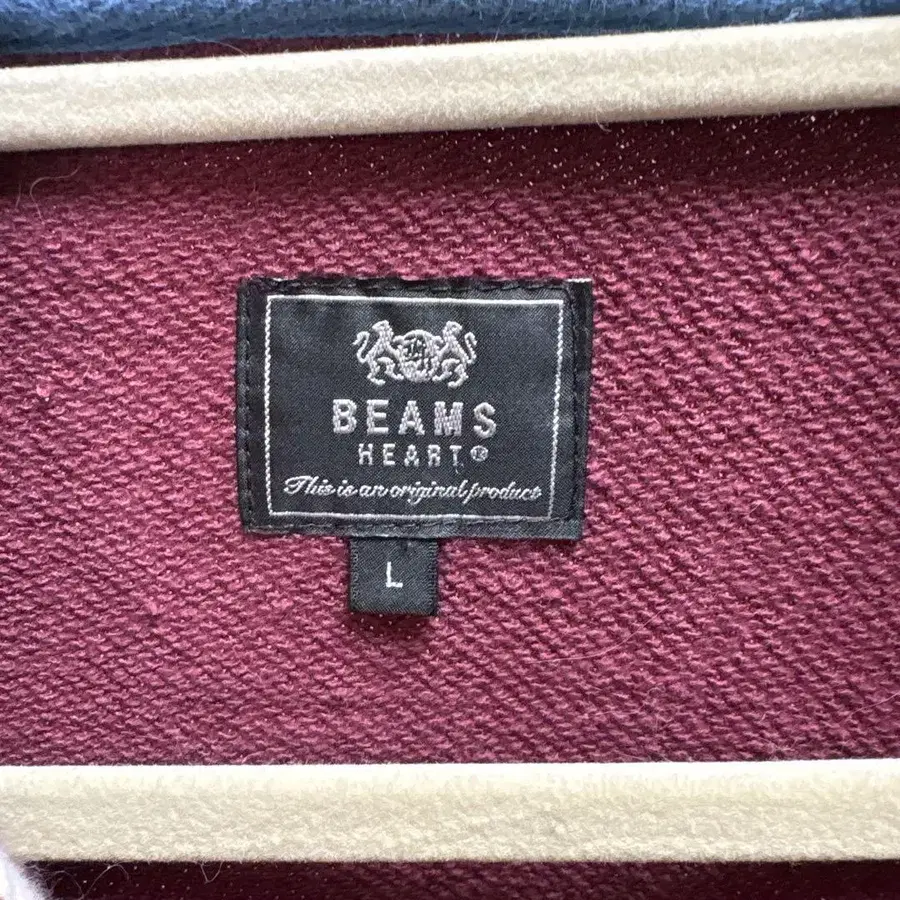 BEAMS
HEART®
This is an original product
L